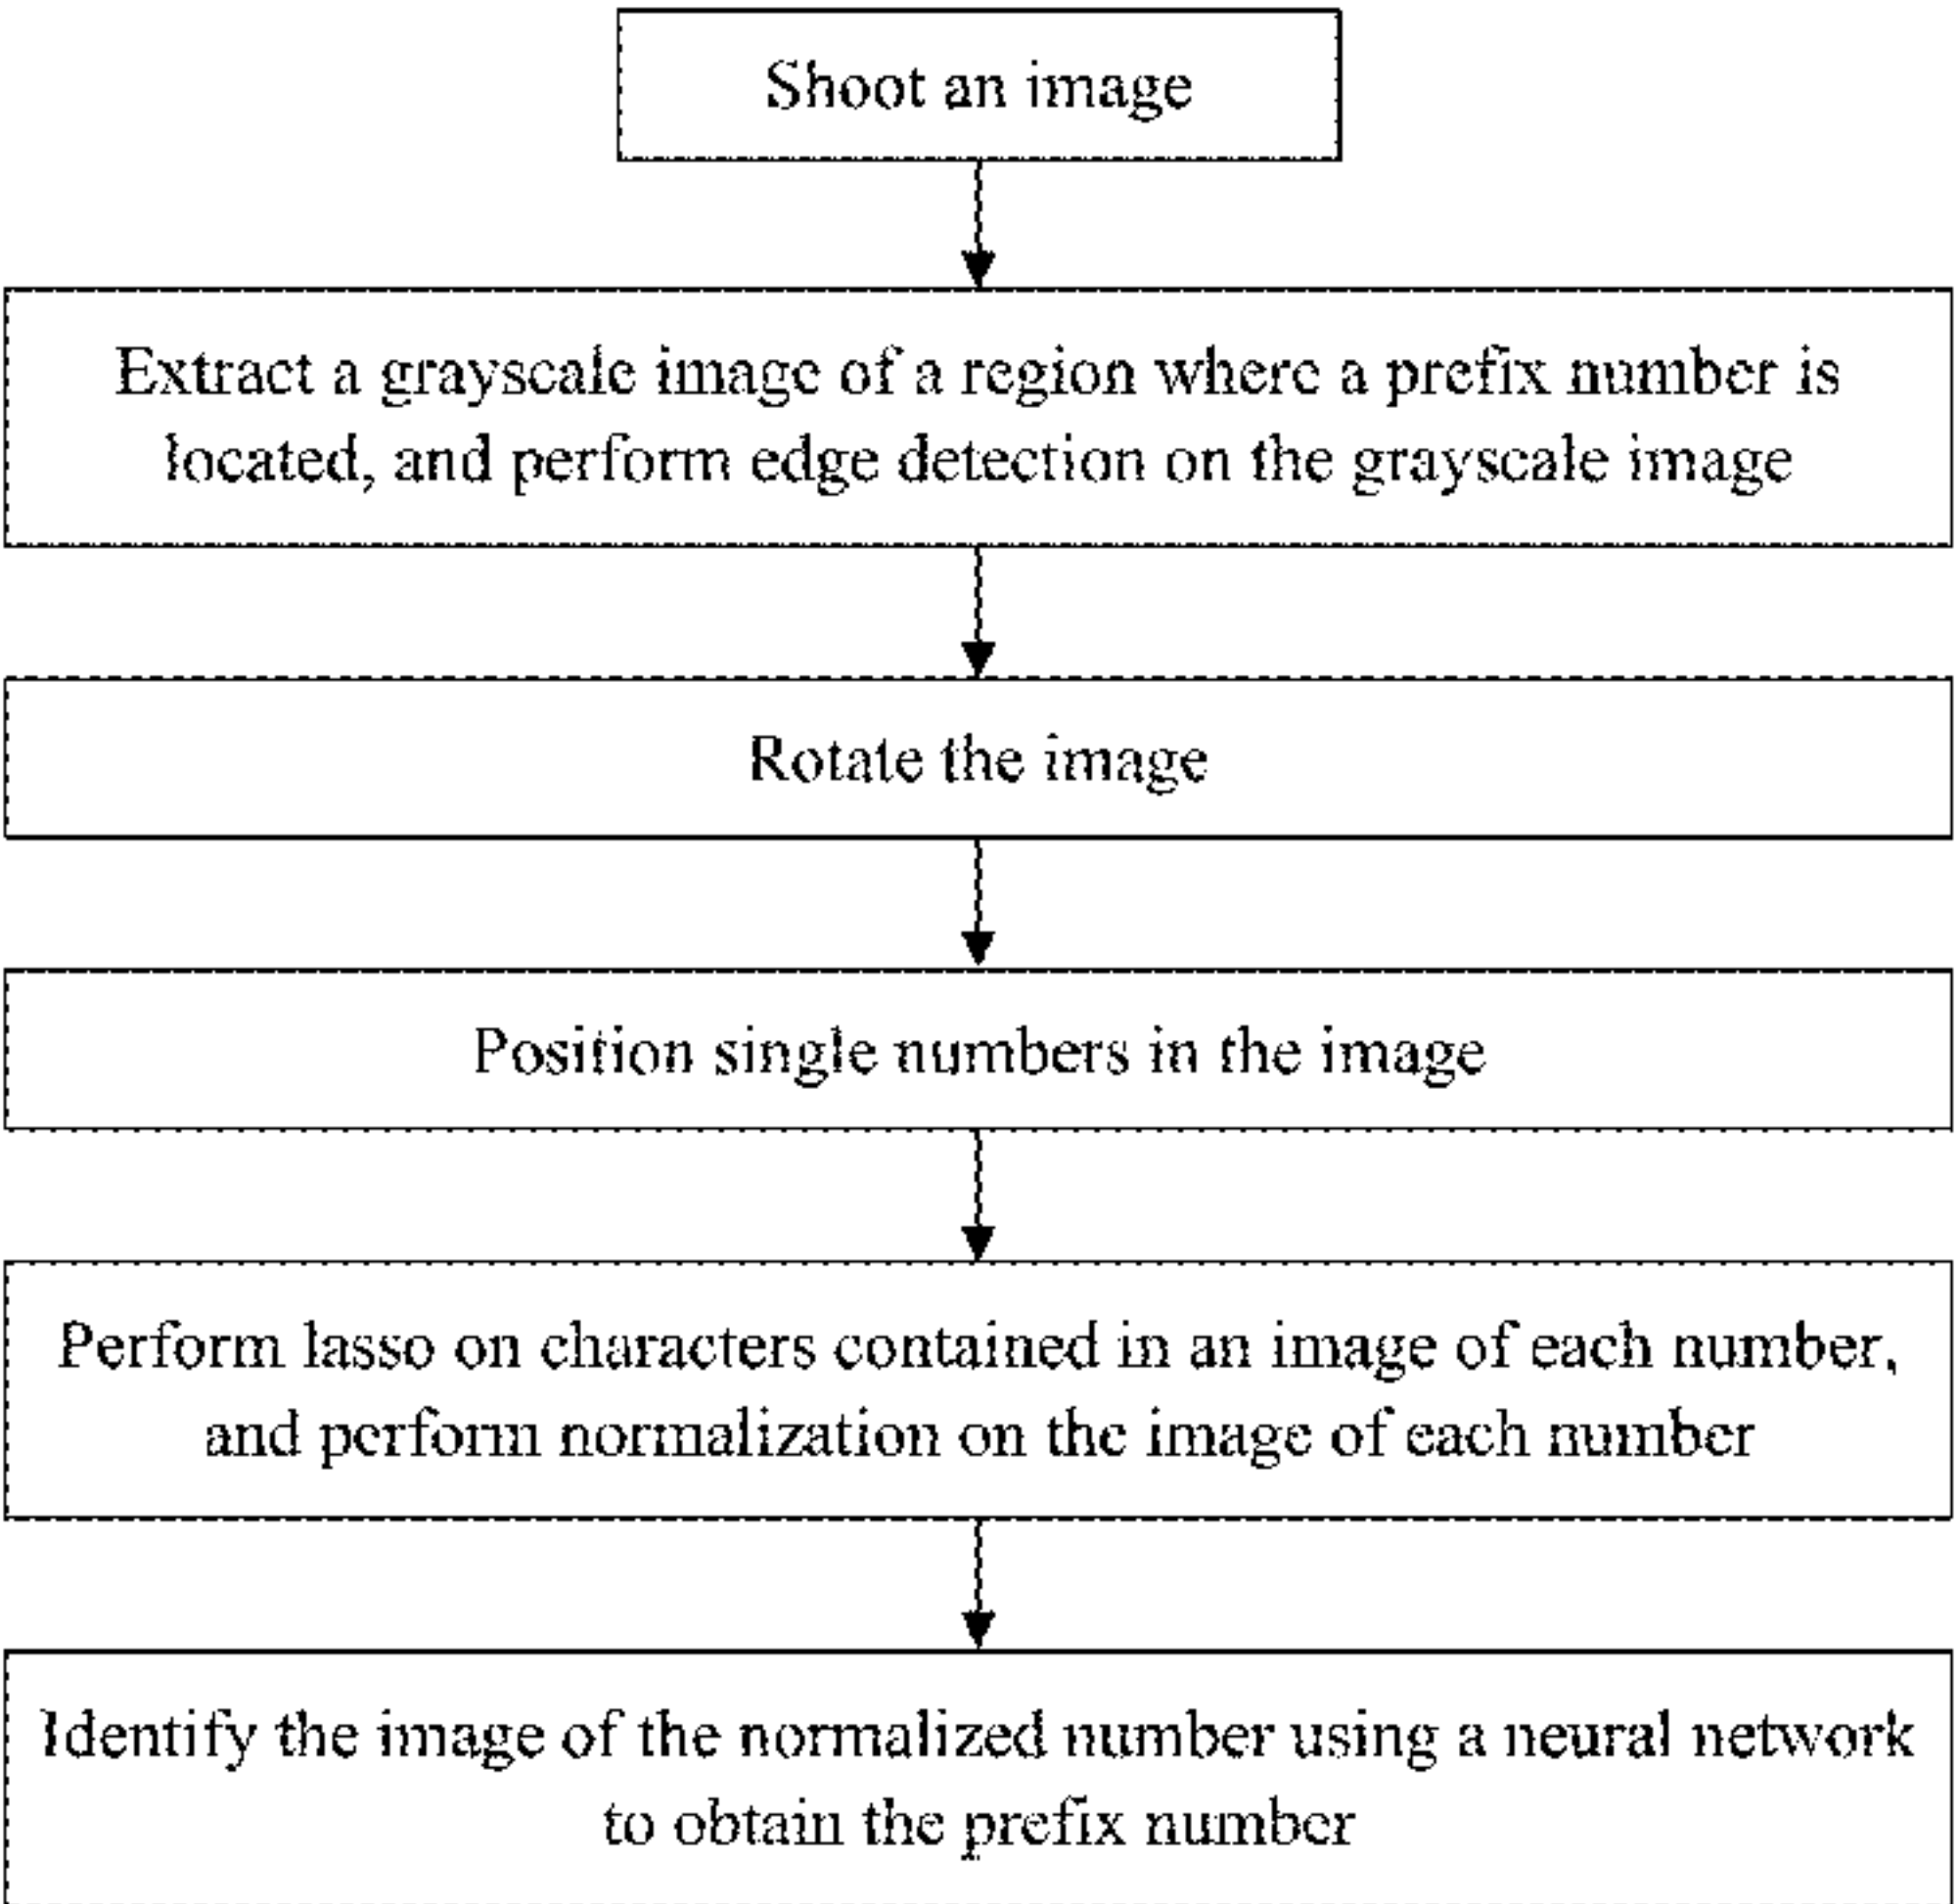 Shoot an image
Extract a grayscale image of a region where a prefix number is
located, and perform edge detection on the grayscale image
Rotate the image
Position single numbers in the image
Perform lasso on characters contained in an image of each number,
and perform normalization on the image of each number
Identify the image of the normalized number using a neural network
to obtain the prefix number